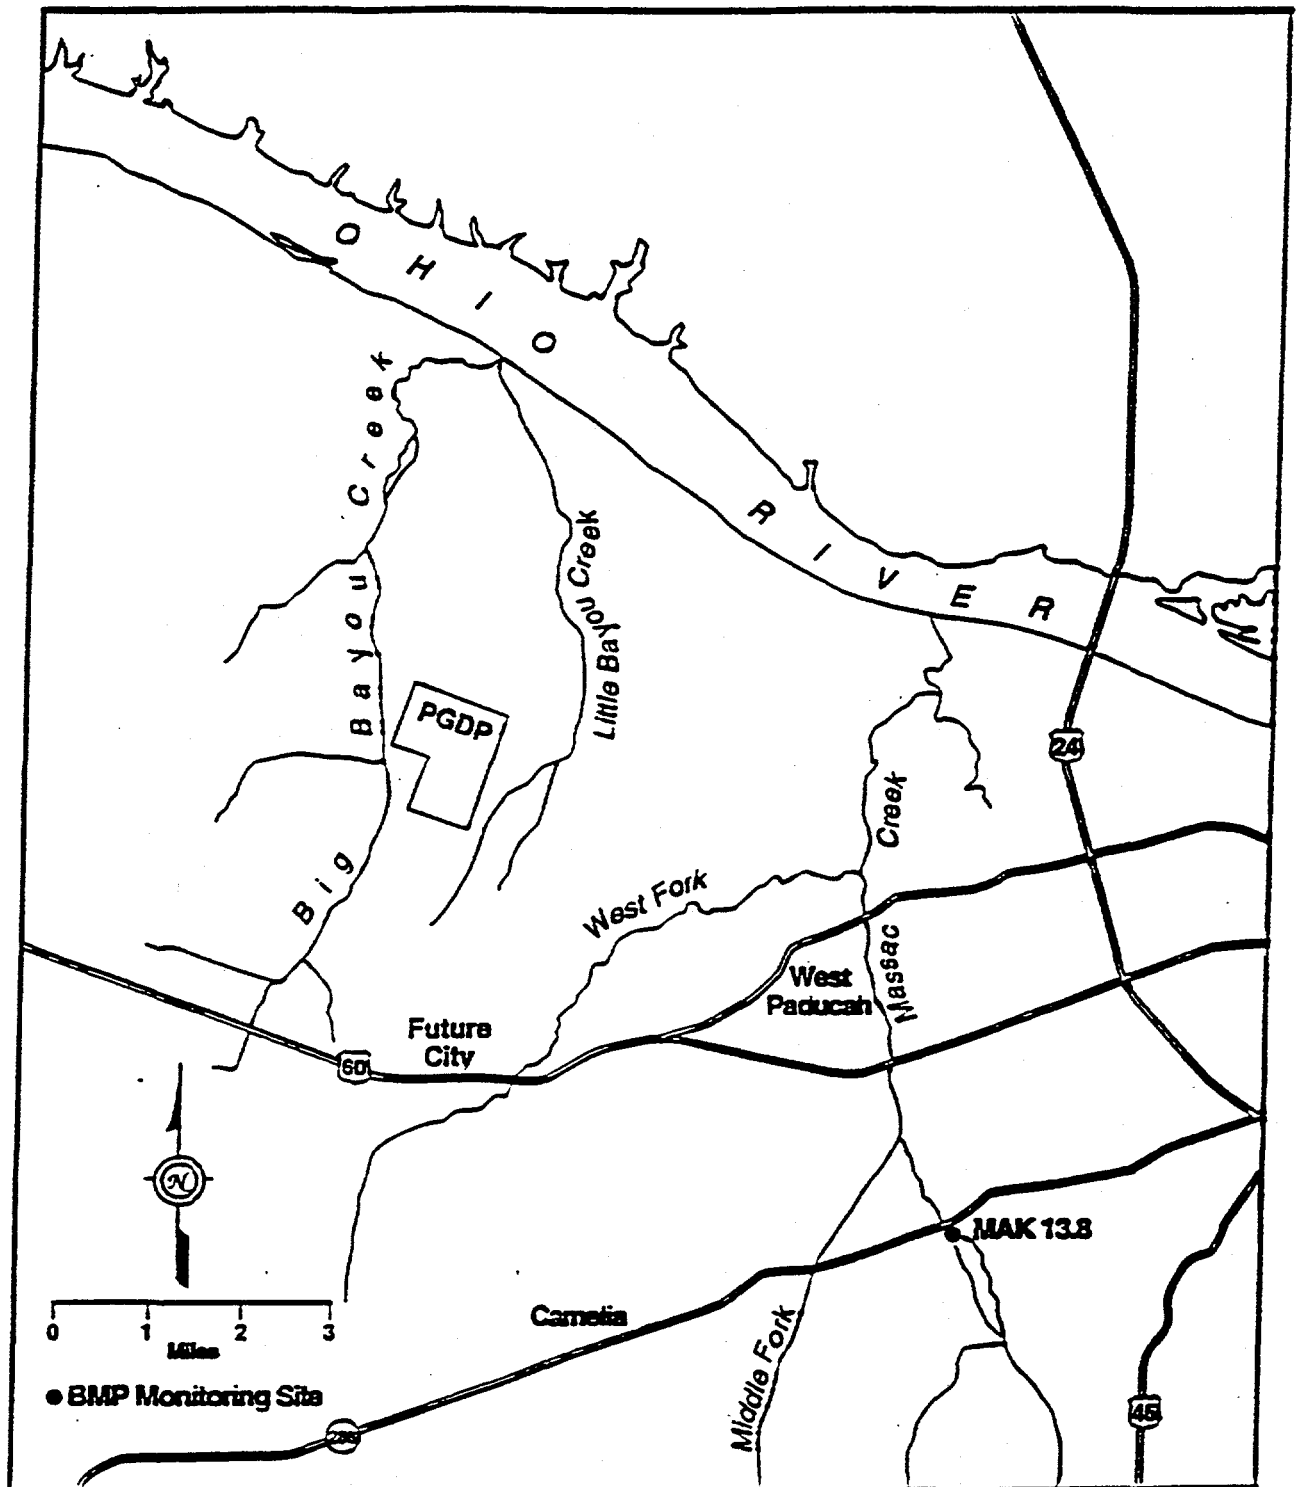 OHIO
RIVER
Big Bayou Creek
Little Bayou Creek
PGDP
24
Creek
West Fork
Massac
West
Paducah
Future
City
60
N
MAK 13.8
Camelia
Middle Fork
0 1 2 3
Miles
BMP Monitoring Site
45